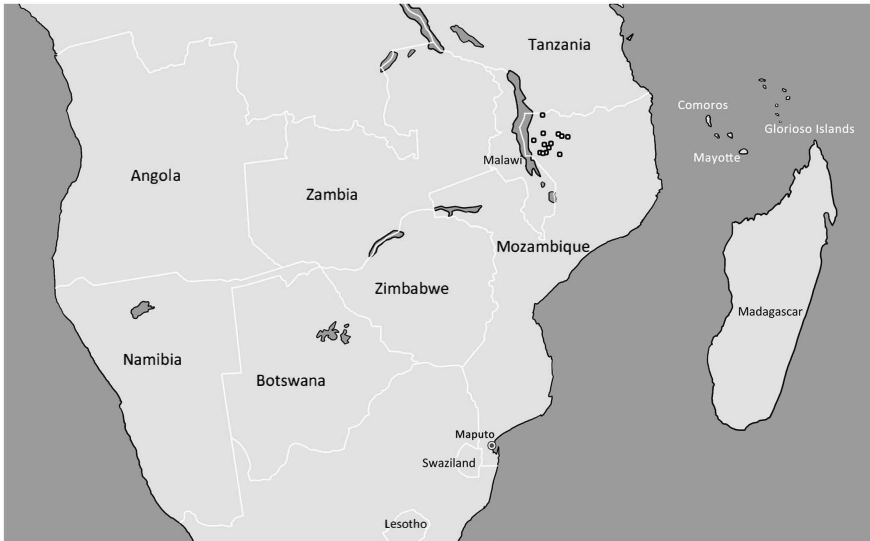 Tanzania
Comoros
Glorioso Islands
Mayotte
Malawi
Angola
Zambia
Mozambique
Zimbabwe
Madagascar
Namibia
Botswana
Maputo
Swaziland
Lesotho